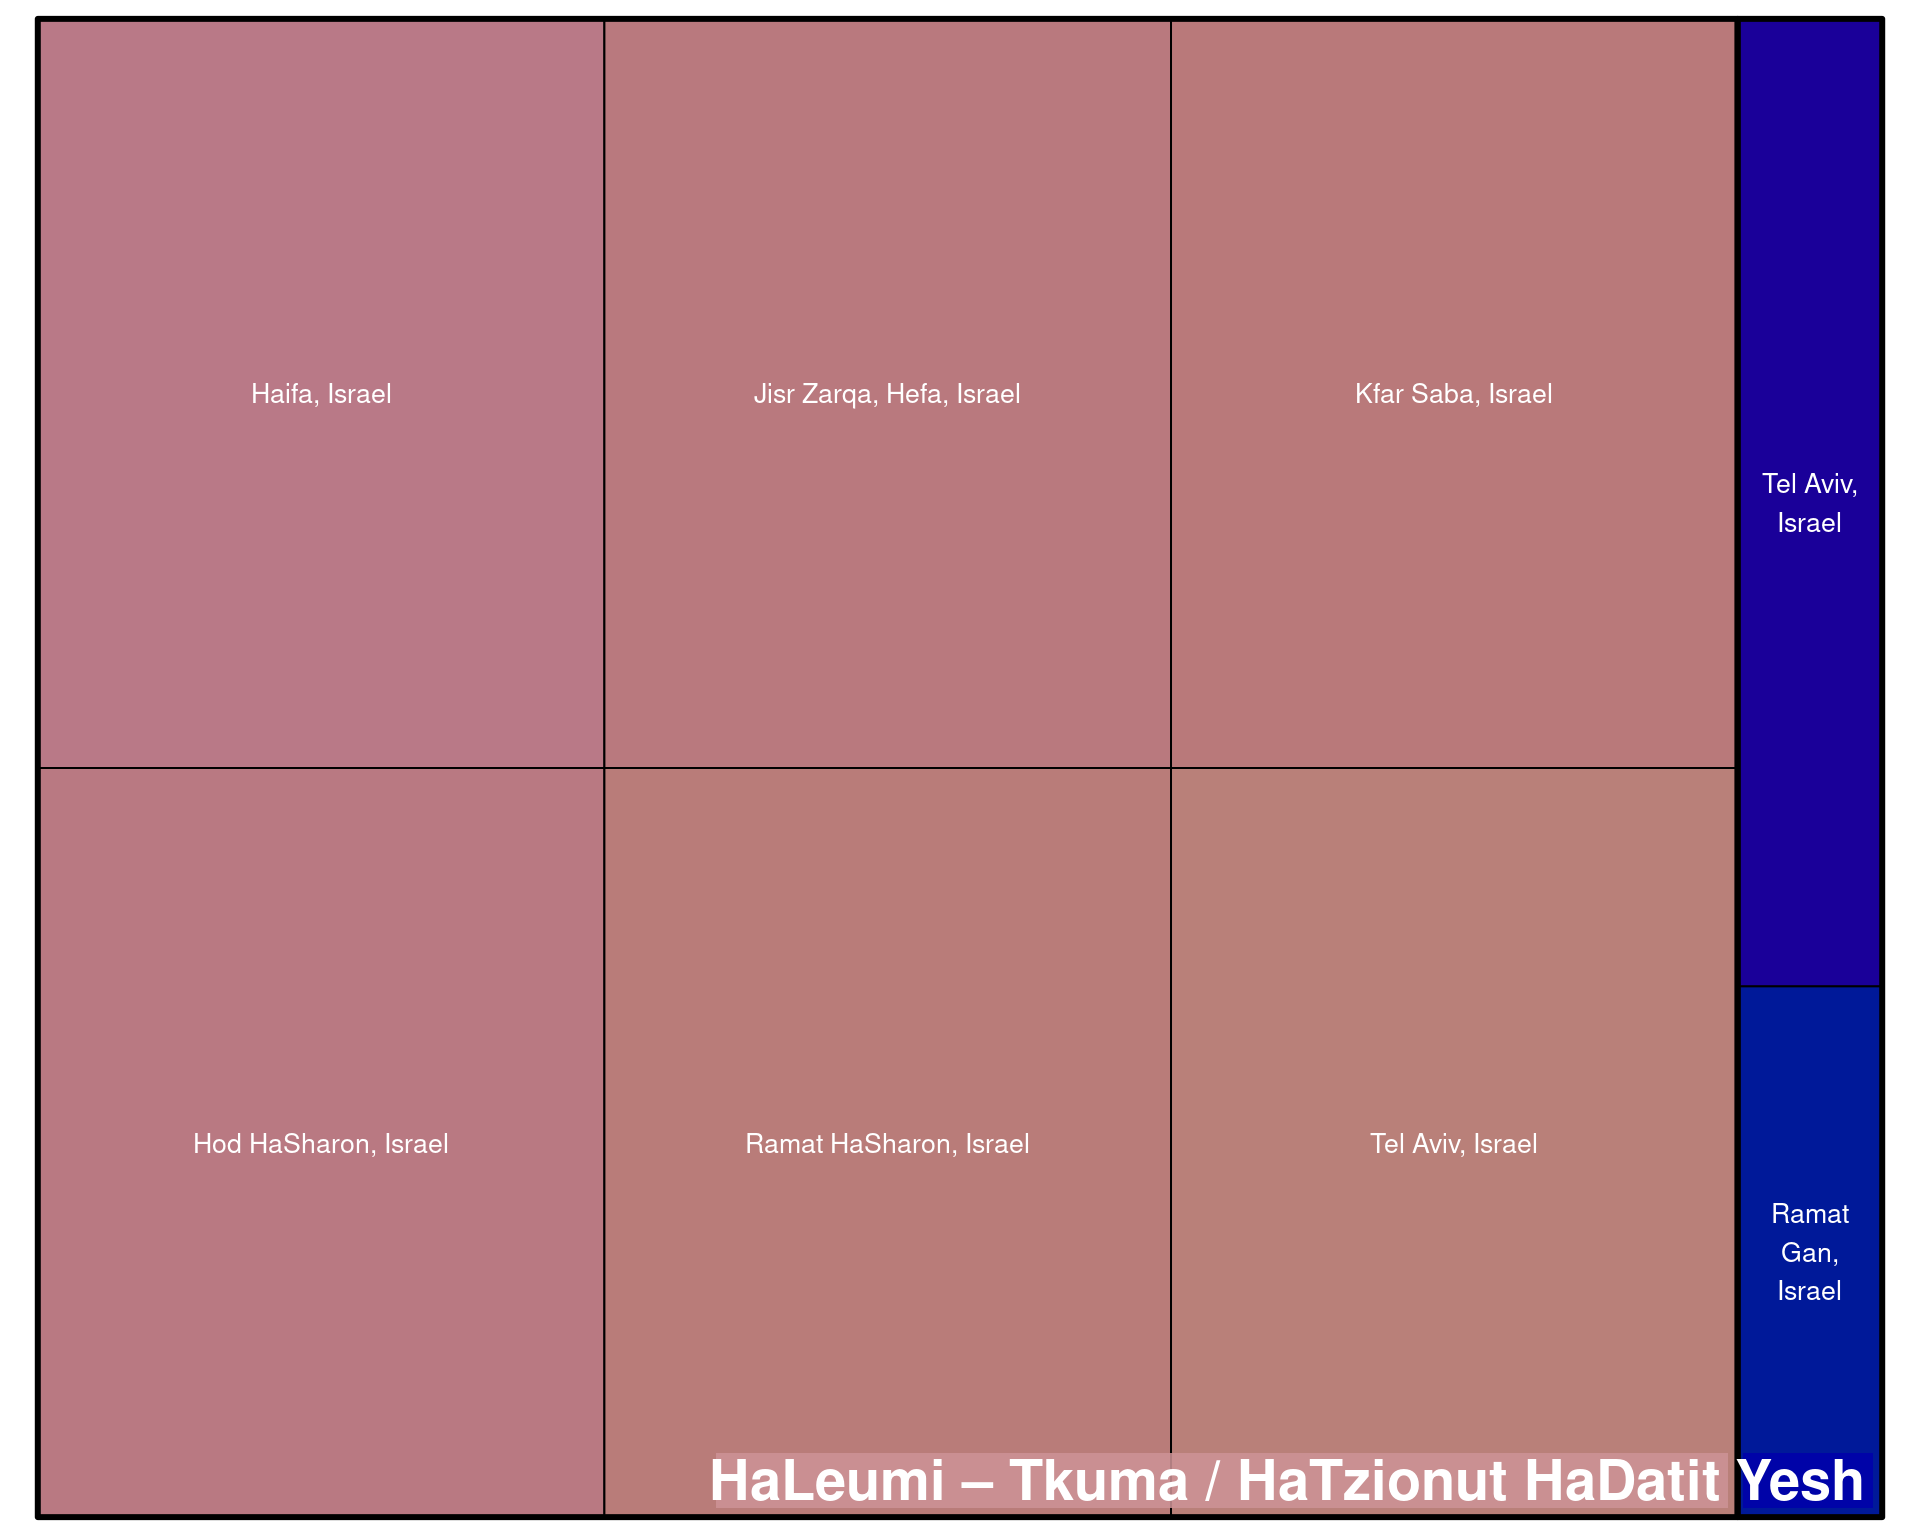 Haifa, Israel
Jisr Zarqa, Hefa, Israel
Kfar Saba, Israel
Tel Aviv,
Israel
Hod HaSharon, Israel
Ramat HaSharon, Israel
Tel Aviv, Israel
Ramat
Gan,
Israel
HaLeumi – Tkuma / HaTzionut HaDatit
Yesh